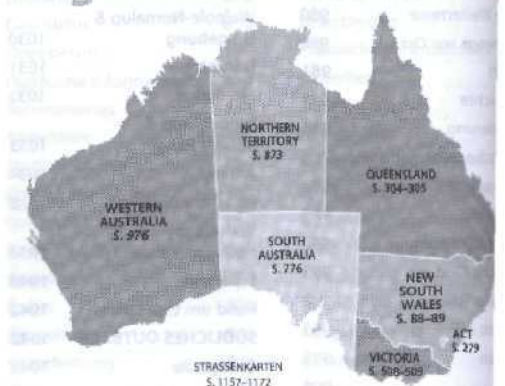 NORTHERN
TERRITORY
S. 873
QUEENSLAND
S. 304–305
WESTERN
AUSTRALIA
S. 976
SOUTH
AUSTRALIA
S. 776
NEW
SOUTH
WALES
S. 88–89
ACT
S. 279
VICTORIA
S. 508–509
STRASSENKARTEN
S. 1157–1172